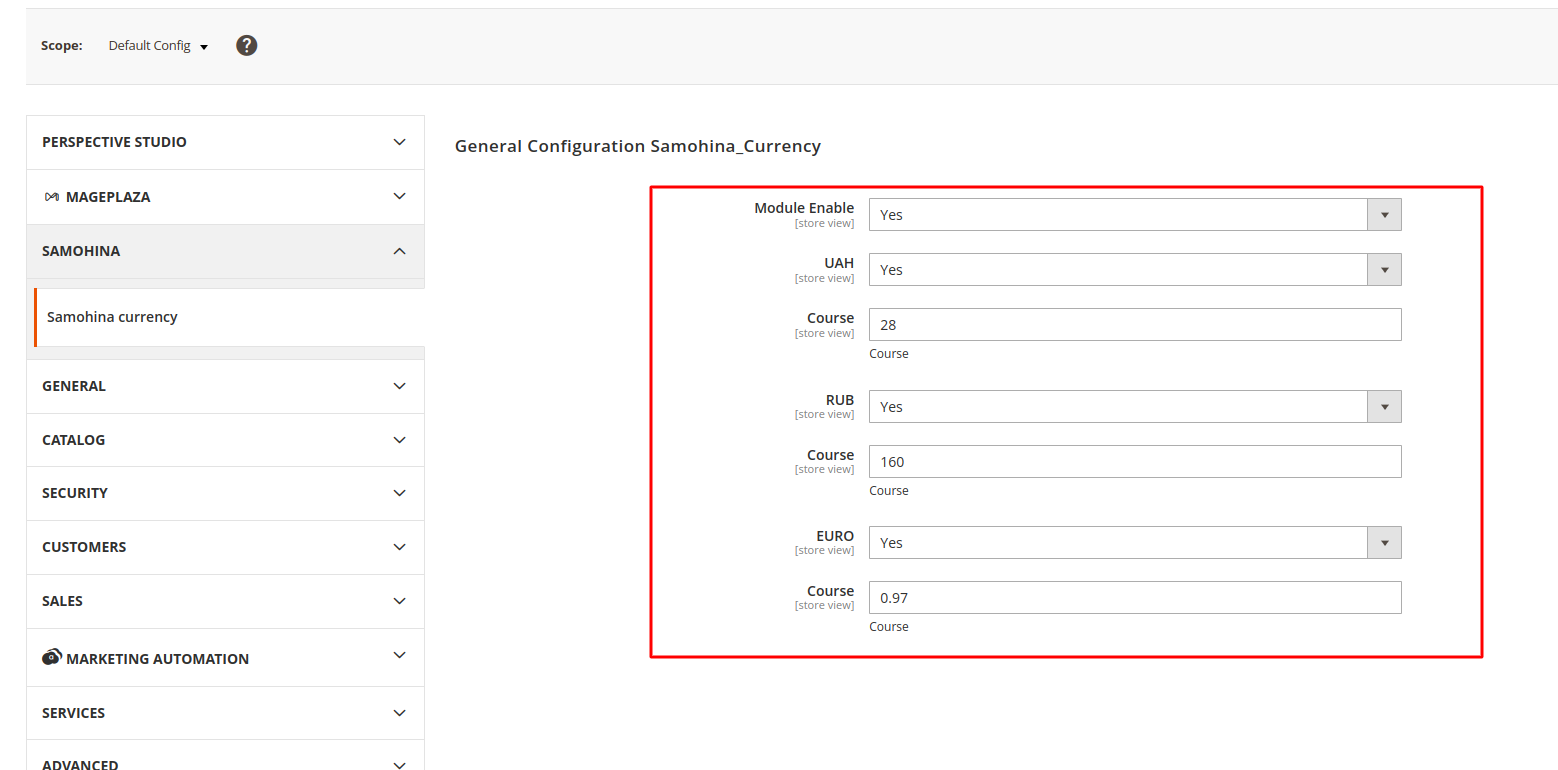 Scope: Default Config ?
PERSPECTIVE STUDIO
MAGEPLAZA
SAMOHINA
Samohina currency
GENERAL
CATALOG
SECURITY
CUSTOMERS
SALES
MARKETING AUTOMATION
SERVICES
ADVANCED
General Configuration Samohina_Currency
Module Enable Yes
[store view]
UAH Yes
[store view]
Course 28
[store view]
Course
RUB Yes
[store view]
Course 160
[store view]
Course
EURO Yes
[store view]
Course 0.97
[store view]
Course